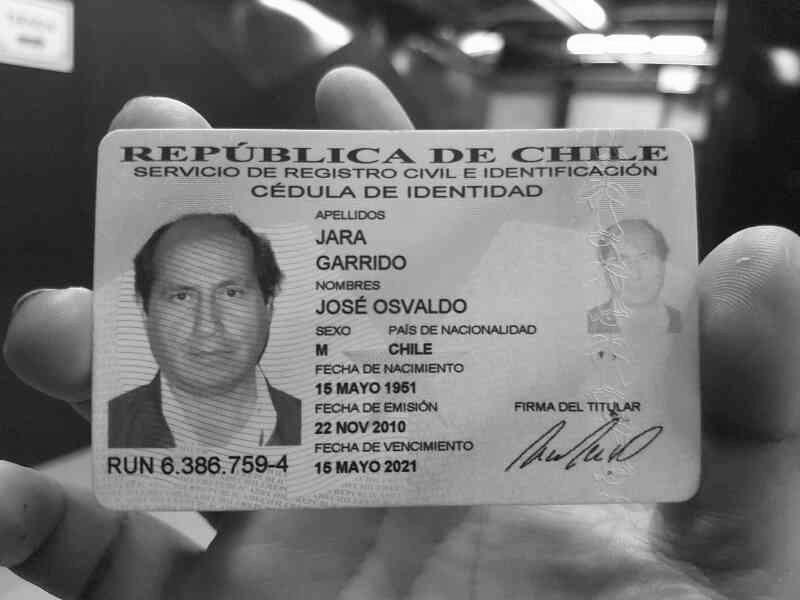 REPÚBLICA DE CHILE
SERVICIO DE REGISTRO CIVIL E IDENTIFICACIÓN
CÉDULA DE IDENTIDAD
APELLIDOS
JARA
GARRIDO
NOMBRES
JOSÉ OSVALDO
SEXO PAÍS DE NACIONALIDAD
M CHILE
FECHA DE NACIMIENTO
15 MAYO 1951
FECHA DE EMISIÓN
22 NOV 2010
FECHA DE VENCIMIENTO
15 MAYO 2021
FIRMA DEL TITULAR
RUN 6.386.759-4